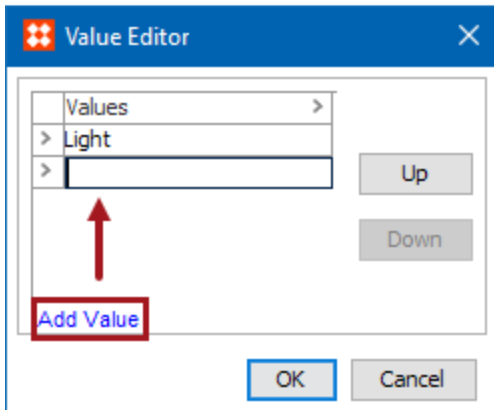 Value Editor
Values
Light
Up
Down
Add Value
OK
Cancel